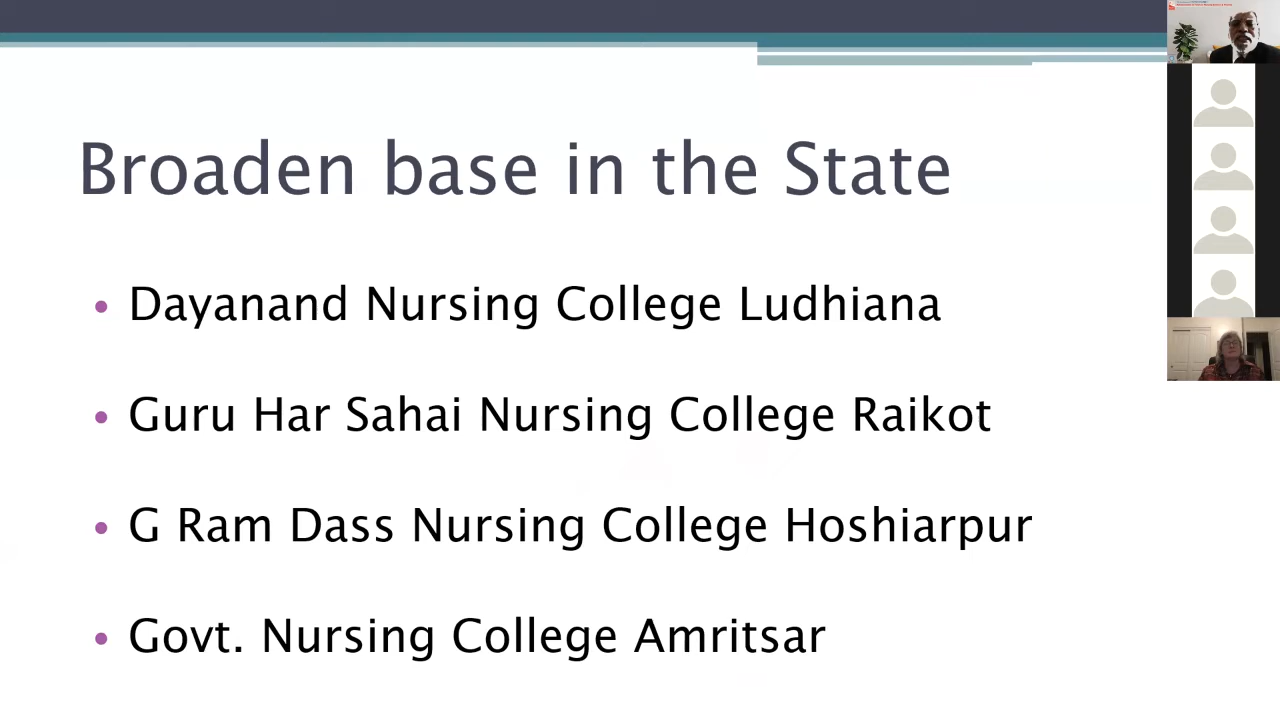 Broaden base in the State
• Dayanand Nursing College Ludhiana
• Guru Har Sahai Nursing College Raikot
• G Ram Dass Nursing College Hoshiarpur
• Govt. Nursing College Amritsar